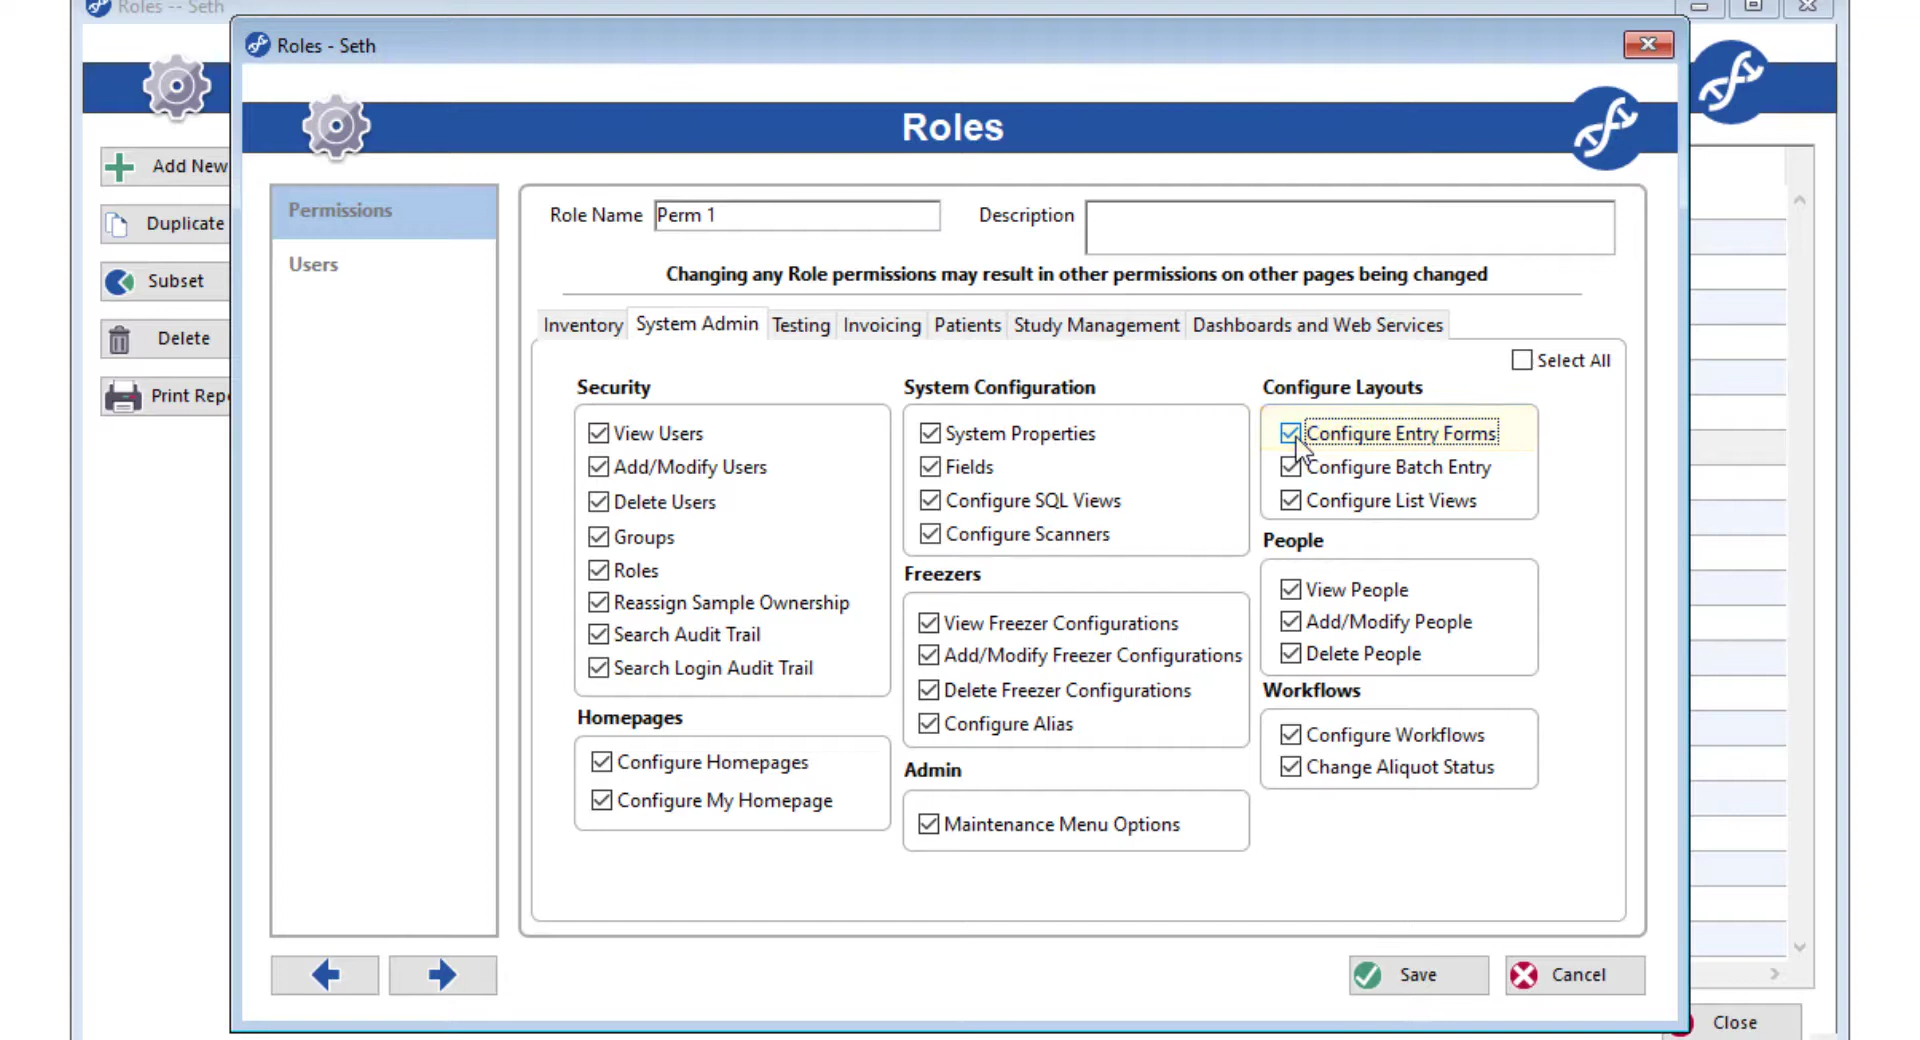 Roles -- Seth
Roles - Seth
Roles
Add New
Duplicate
Subset
Delete
Print Repo
Permissions
Users
Role Name Perm 1 Description
Changing any Role permissions may result in other permissions on other pages being changed
Inventory System Admin Testing Invoicing Patients Study Management Dashboards and Web Services
Select All
Security
View Users
Add/Modify Users
Delete Users
Groups
Roles
Reassign Sample Ownership
Search Audit Trail
Search Login Audit Trail
Homepages
Configure Homepages
Configure My Homepage
System Configuration
System Properties
Fields
Configure SQL Views
Configure Scanners
Freezers
View Freezer Configurations
Add/Modify Freezer Configurations
Delete Freezer Configurations
Configure Alias
Admin
Maintenance Menu Options
Configure Layouts
Configure Entry Forms
Configure Batch Entry
Configure List Views
People
View People
Add/Modify People
Delete People
Workflows
Configure Workflows
Change Aliquot Status
Save Cancel
Close